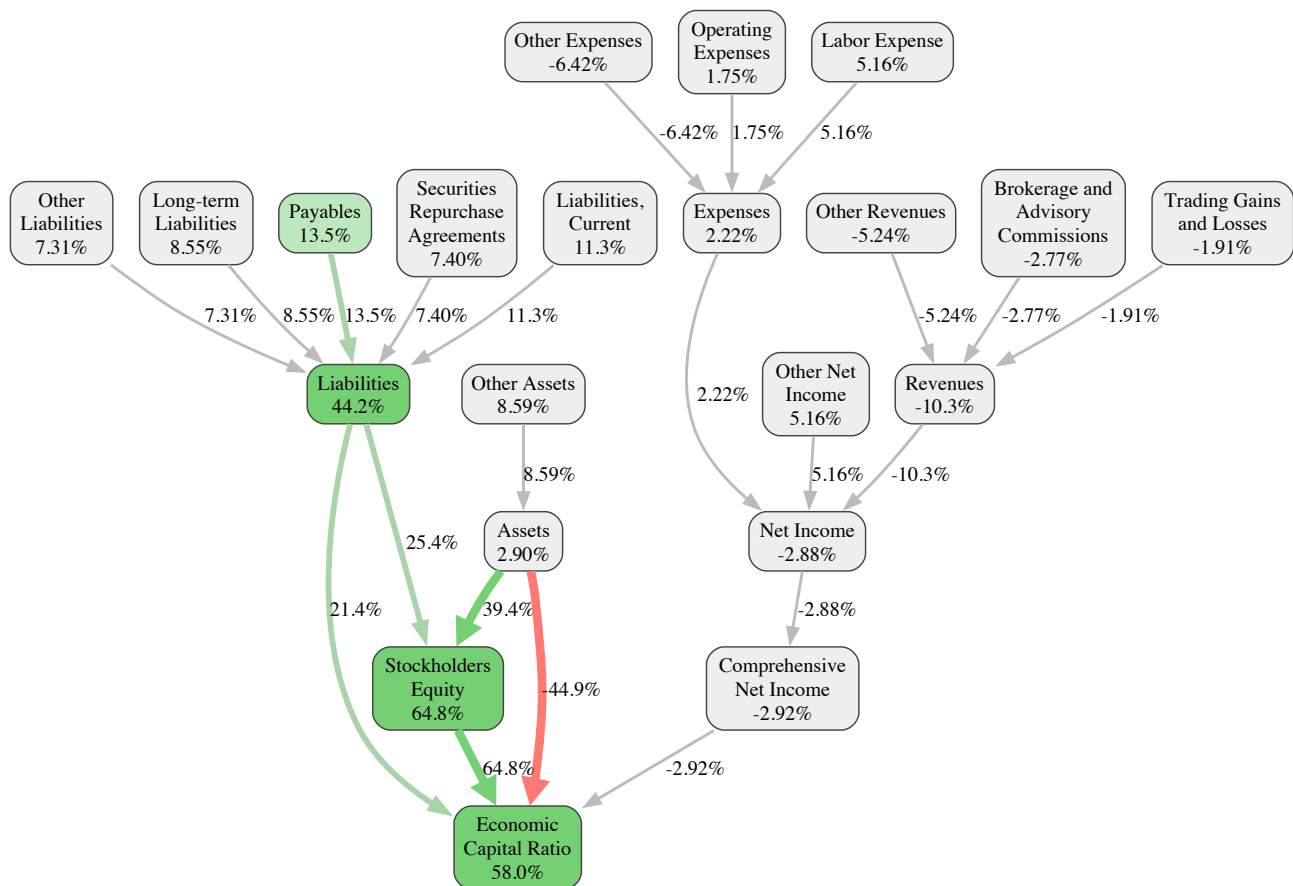 Other Expenses
-6.42%
Operating
Expenses
1.75%
Labor Expense
5.16%
-6.42%
1.75%
5.16%
Other
Liabilities
7.31%
Long-term
Liabilities
8.55%
Payables
13.5%
Securities
Repurchase
Agreements
7.40%
Liabilities,
Current
11.3%
Expenses
2.22%
Other Revenues
-5.24%
Brokerage and
Advisory
Commissions
-2.77%
Trading Gains
and Losses
-1.91%
7.31%
8.55%
13.5%
7.40%
11.3%
-5.24%
-2.77%
-1.91%
Liabilities
44.2%
Other Assets
8.59%
2.22%
Other Net
Income
5.16%
Revenues
-10.3%
8.59%
5.16%
-10.3%
25.4%
Assets
2.90%
Net Income
-2.88%
21.4%
39.4%
-2.88%
Stockholders
Equity
64.8%
-44.9%
Comprehensive
Net Income
-2.92%
64.8%
-2.92%
Economic
Capital Ratio
58.0%